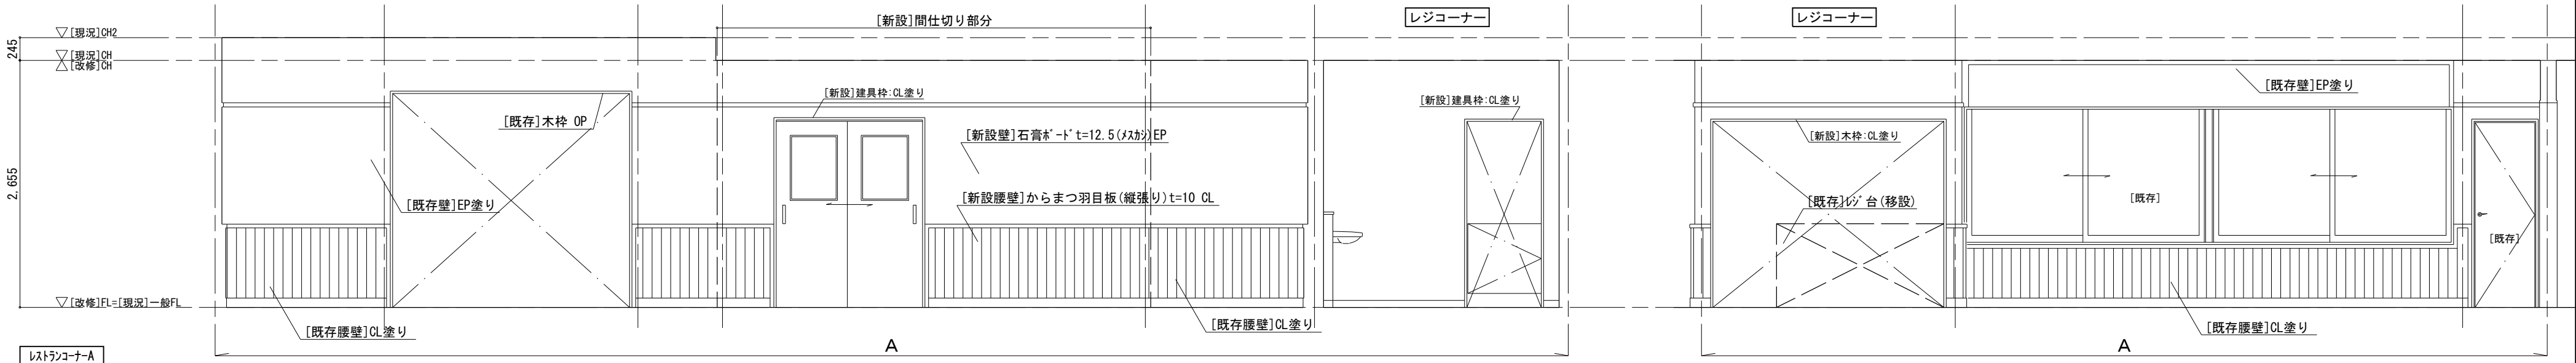 [新設]間仕切り部分
レジコーナー
レジコーナー
▽[現況]CH2
245
▽[現況]CH
△[改修]CH
[既存壁]EP塗り
[新設]建具枠:CL塗り
[新設]建具枠:CL塗り
[既存]木枠 OP
[新設壁]石膏ボードt=12.5(メスカシ)EP
[新設]木枠:CL塗り
2,655
[既存壁]EP塗り
[新設腰壁]からまつ羽目板(縦張り)t=10 CL
[既存]レジ台(移設)
[既存]
[既存]
▽[改修]FL=[現況]一般FL
[既存腰壁]CL塗り
[既存腰壁]CL塗り
[既存腰壁]CL塗り
A
A
レストランコーナーA